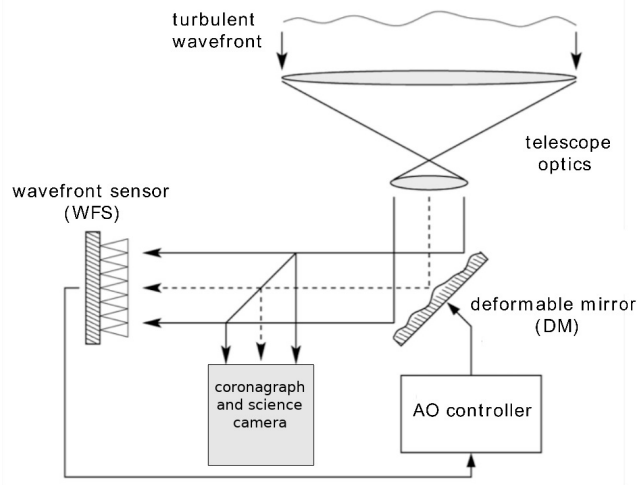 turbulent
wavefront
telescope
optics
wavefront sensor
(WFS)
deformable mirror
(DM)
coronagraph
and science
camera
AO controller